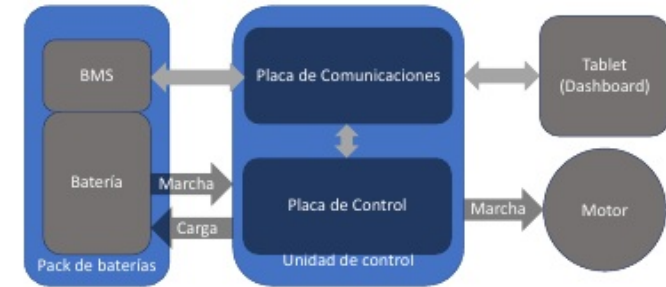 BMS
Placa de Comunicaciones
Tablet
(Dashboard)
Batería
Marcha
Carga
Placa de Control
Marcha
Motor
Pack de baterías
Unidad de control